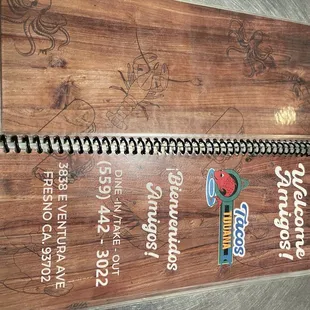 Welcome
Amigos!
Tacos
TIJUANA
¡Bienvenidos
Amigos!
DINE-IN/TAKE-OUT
(559) 442-3022
3838 E VENTURA AVE
FRESNO CA. 93702